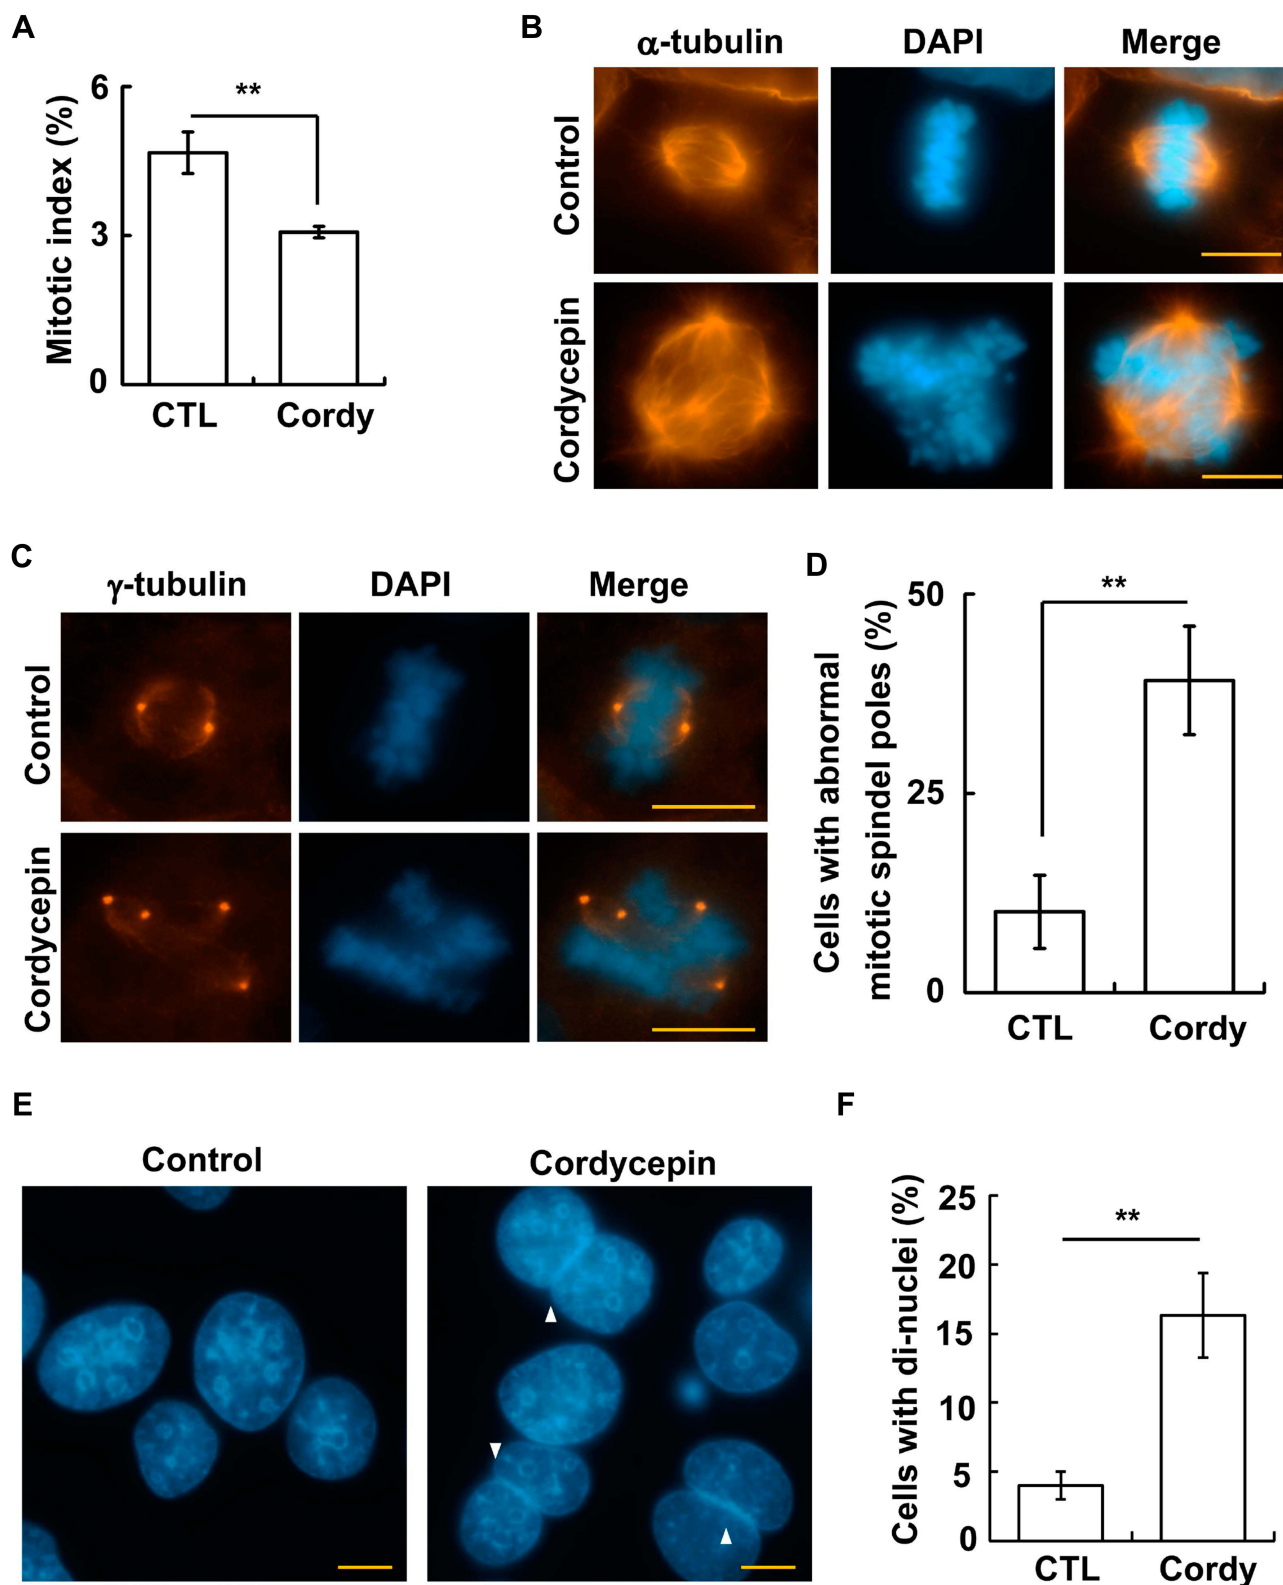 A
Mitotic index (%)
6
3
0
**
CTL
Cordy
B
α-tubulin
DAPI
Merge
Control
Cordycepin
C
γ-tubulin
DAPI
Merge
Control
Cordycepin
D
Cells with abnormal
mitotic spindel poles (%)
50
25
0
**
CTL
Cordy
E
Control
Cordycepin
F
Cells with di-nuclei (%)
25
20
15
10
5
0
**
CTL
Cordy